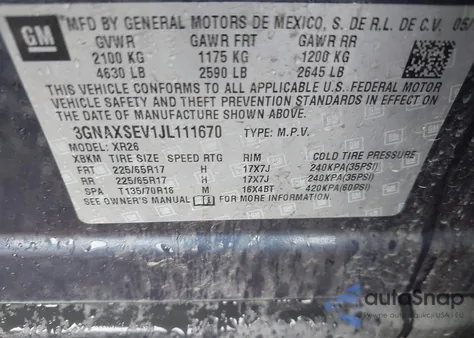 GM
MFD BY GENERAL MOTORS DE MEXICO, S. DE R.L. DE C.V. 05/
GVWR GAWR FRT GAWR RR
2100 KG 1175 KG 1200 KG
4630 LB 2590 LB 2645 LB
THIS VEHICLE CONFORMS TO ALL APPLICABLE U.S. FEDERAL MOTOR
VEHICLE SAFETY, BUMPER, AND THEFT PREVENTION STANDARDS IN EFFECT ON
THE DATE OF MANUFACTURE SHOWN ABOVE.
3GNAXSEV1JL111670 TYPE: M.P.V.
MODEL: XR26
XBKM TIRE SIZE SPEED RTG RIM COLD TIRE PRESSURE
FRT 225/65R17 H 17X7J 240KPA(35PSI)
RR 225/65R17 H 17X7J 240KPA(35PSI)
SPA T135/70R16 M 16X4BT 420KPA(60PSI)
SEE OWNER'S MANUAL FOR MORE INFORMATION.
autoSnap